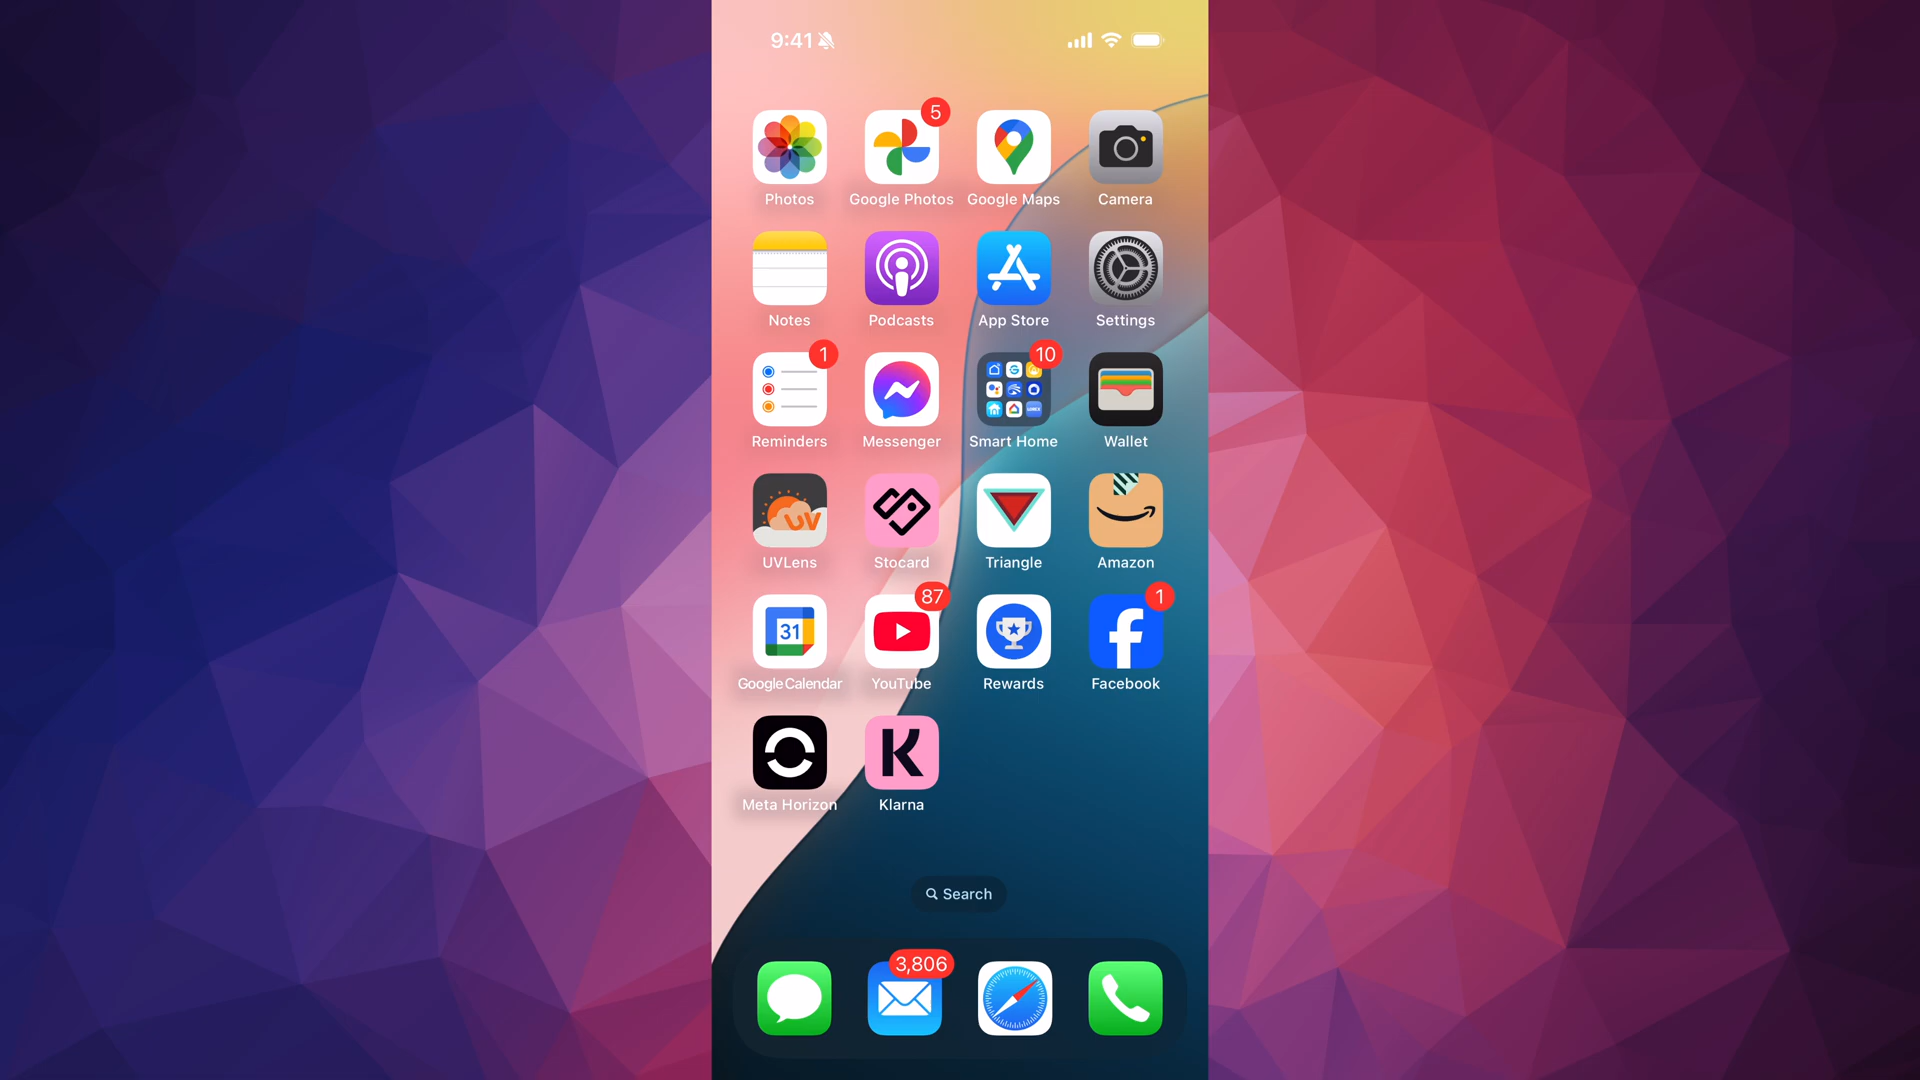 9:41
5
Photos
Google Photos
Google Maps
Camera
Notes
Podcasts
App Store
Settings
1
10
Reminders
Messenger
Smart Home
Wallet
UV
UVLens
Stocard
Triangle
Amazon
87
1
31
Google Calendar
YouTube
Rewards
Facebook
K
Meta Horizon
Klarna
Search
3,806